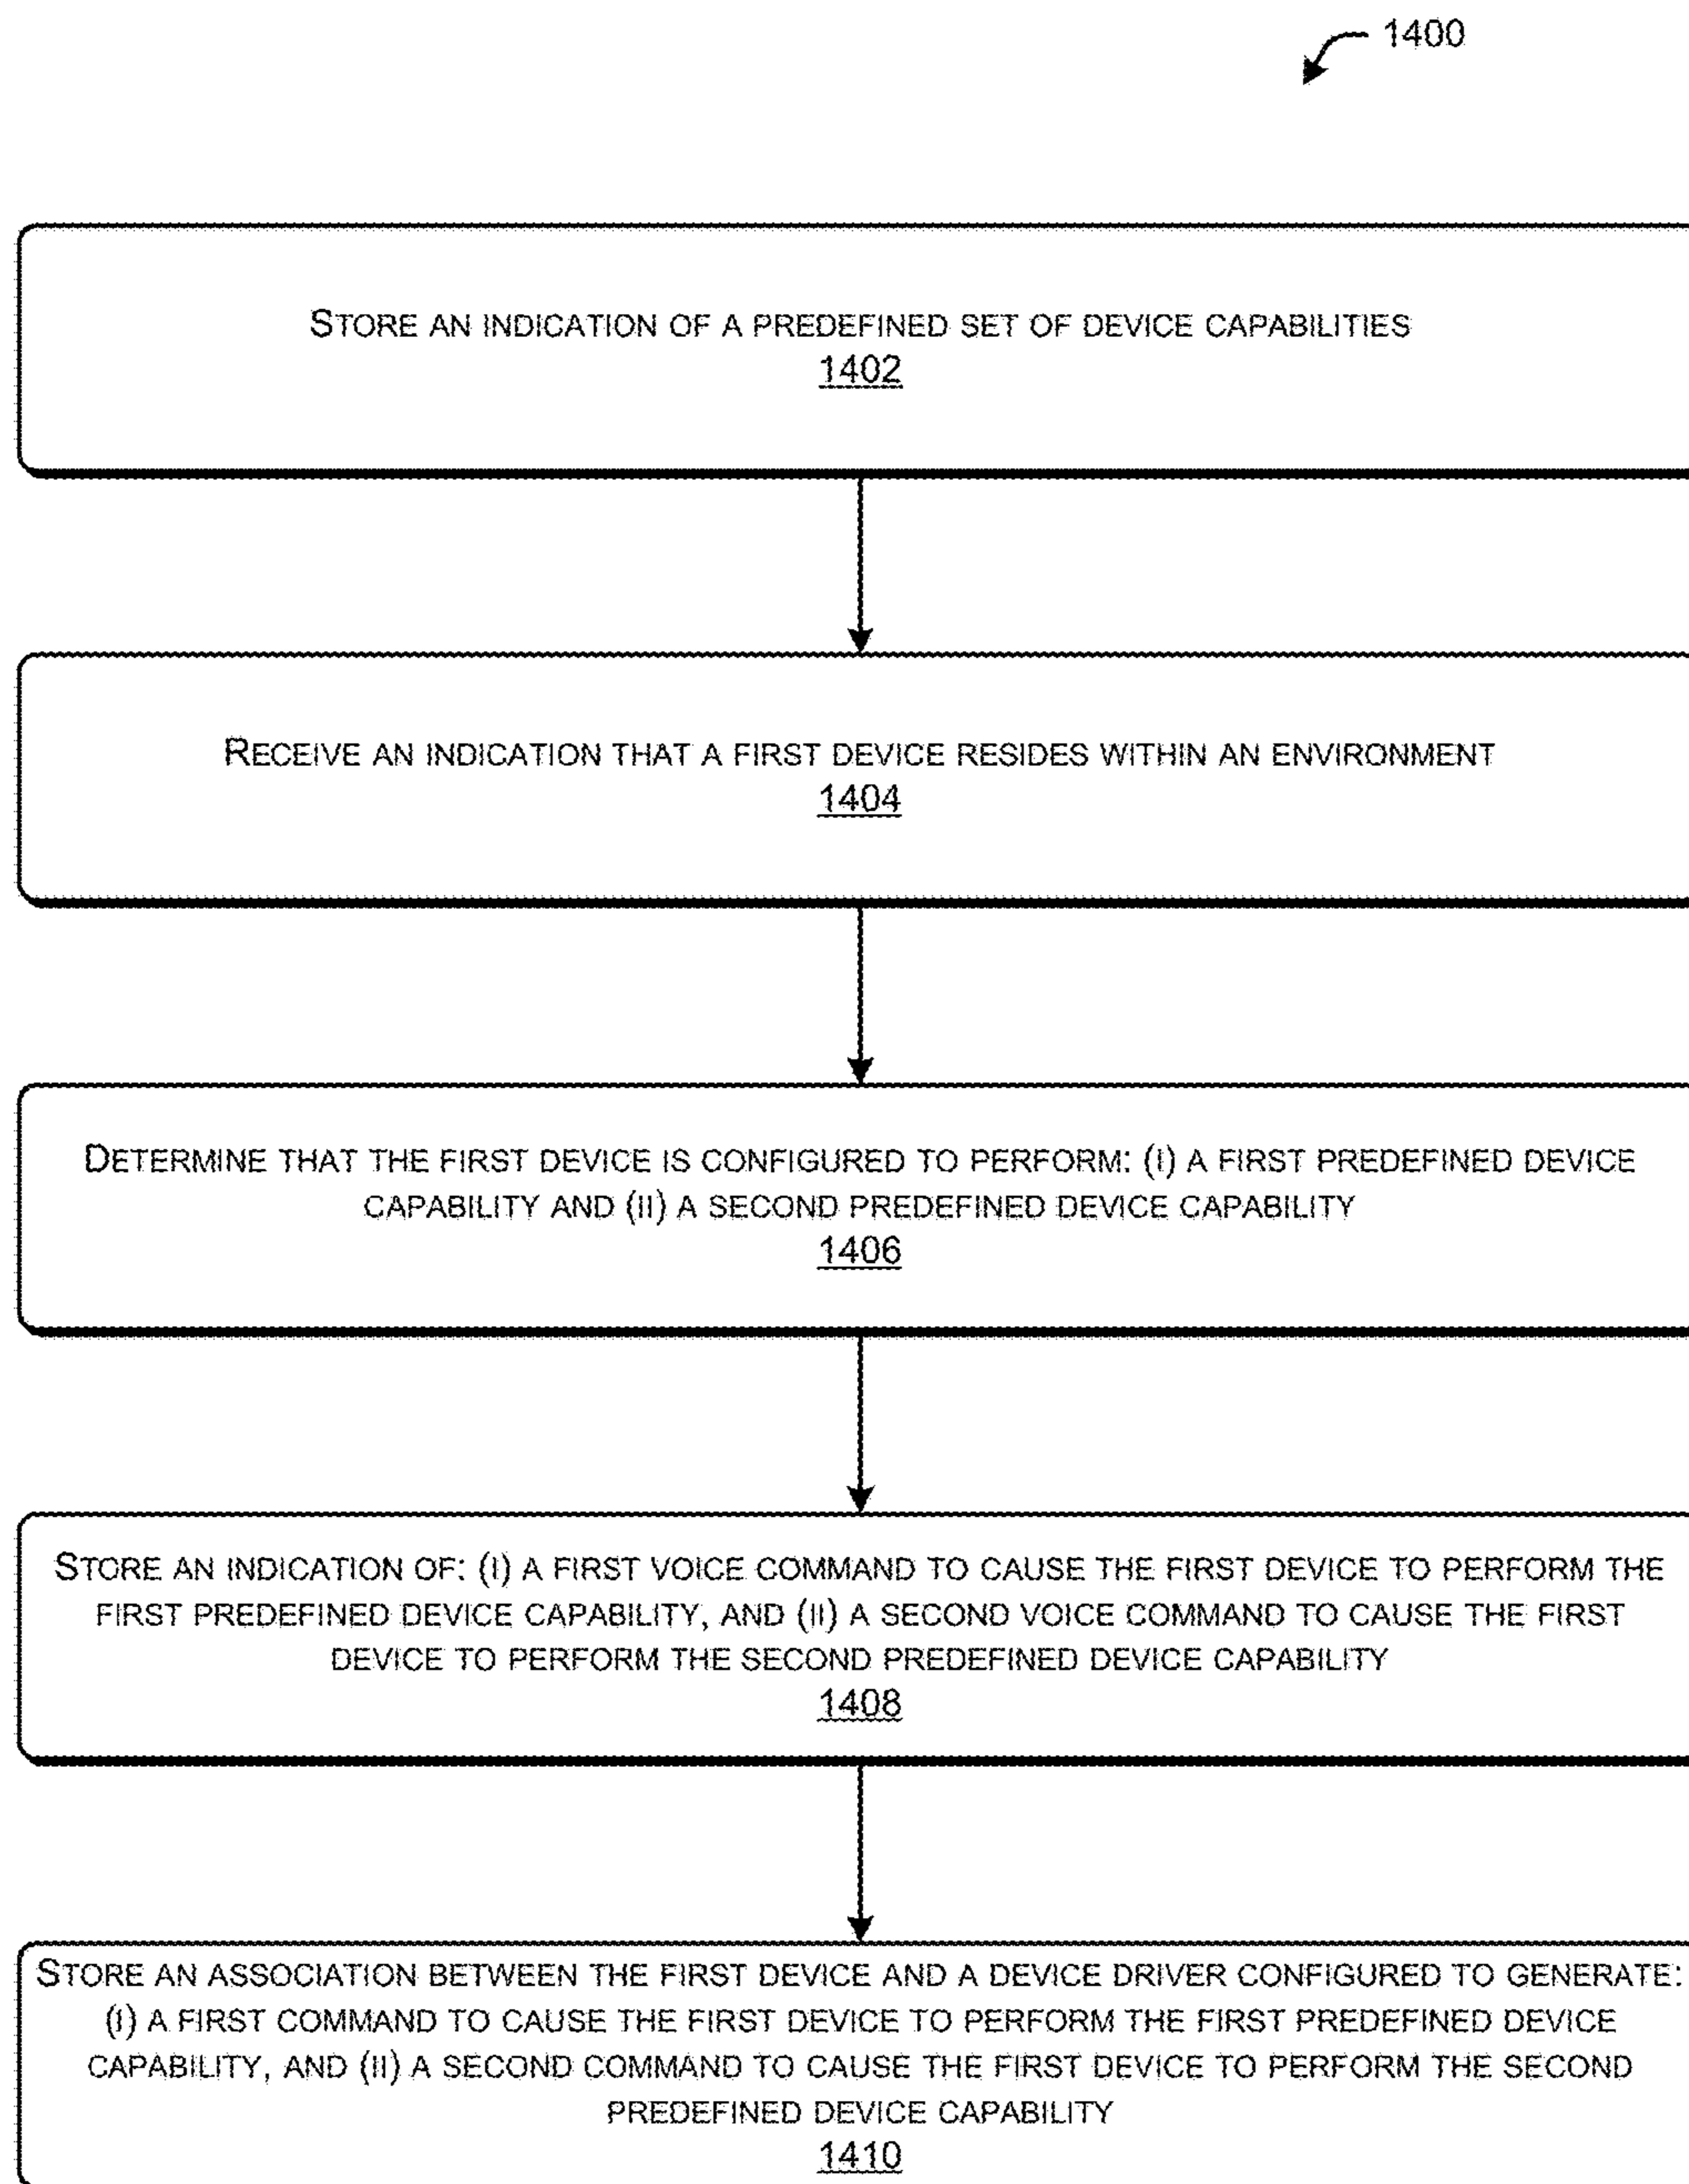 1400
STORE AN INDICATION OF A PREDEFINED SET OF DEVICE CAPABILITIES
1402
RECEIVE AN INDICATION THAT A FIRST DEVICE RESIDES WITHIN AN ENVIRONMENT
1404
DETERMINE THAT THE FIRST DEVICE IS CONFIGURED TO PERFORM: (I) A FIRST PREDEFINED DEVICE
CAPABILITY AND (II) A SECOND PREDEFINED DEVICE CAPABILITY
1406
STORE AN INDICATION OF: (I) A FIRST VOICE COMMAND TO CAUSE THE FIRST DEVICE TO PERFORM THE
FIRST PREDEFINED DEVICE CAPABILITY, AND (II) A SECOND VOICE COMMAND TO CAUSE THE FIRST
DEVICE TO PERFORM THE SECOND PREDEFINED DEVICE CAPABILITY
1408
STORE AN ASSOCIATION BETWEEN THE FIRST DEVICE AND A DEVICE DRIVER CONFIGURED TO GENERATE:
(I) A FIRST COMMAND TO CAUSE THE FIRST DEVICE TO PERFORM THE FIRST PREDEFINED DEVICE
CAPABILITY, AND (II) A SECOND COMMAND TO CAUSE THE FIRST DEVICE TO PERFORM THE SECOND
PREDEFINED DEVICE CAPABILITY
1410